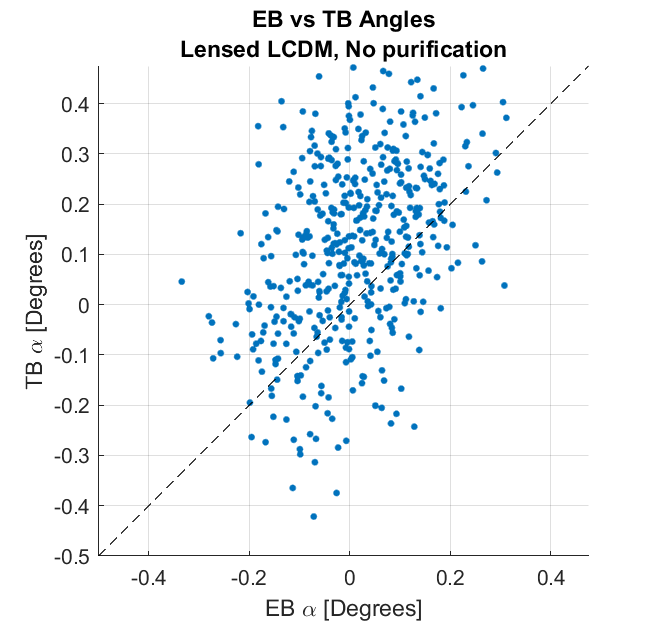 EB vs TB Angles
Lensed LCDM, No purification
0.4
0.3
0.2
0.1
0
-0.1
-0.2
-0.3
-0.4
-0.5
TB α [Degrees]
-0.4 -0.2 0 0.2 0.4
EB α [Degrees]